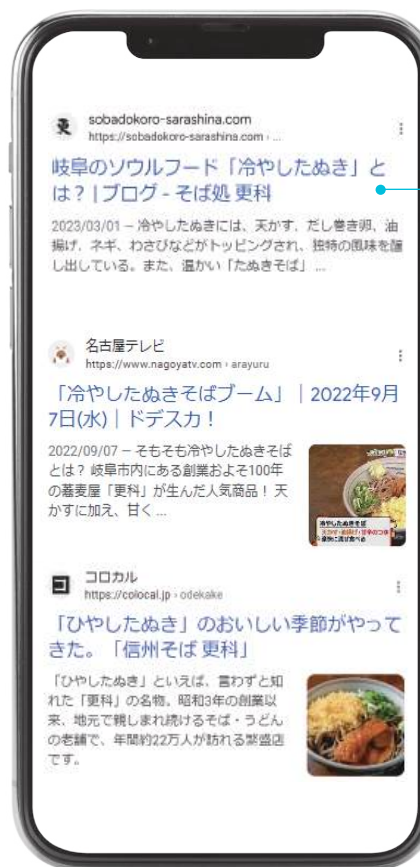 sobadokoro-sarashina.com
https://sobadokoro-sarashina.com › ...
岐阜のソウルフード「冷やしたぬき」と
は？| ブログ - そば処 更科
2023/03/01 — 冷やしたぬきには、天かす、だし巻き卵、油
揚げ、ネギ、わさびなどがトッピングされ、独特の風味を醸
し出している。また、温かい「たぬきそば」 ...
名古屋テレビ
https://www.nagoyatv.com › arayuru
「冷やしたぬきそばブーム」｜2022年9月
7日(水)｜ドデスカ！
2022/09/07 — そもそも冷やしたぬきそば
とは？ 岐阜市内にある創業およそ100年
の蕎麦屋「更科」が生んだ人気商品！ 天
かすに加え、甘く ...
冷やしたぬきそば
コロカル
https://colocal.jp › odekake
「ひやしたぬき」のおいしい季節がやって
きた。「信州そば 更科」
「ひやしたぬき」といえば、言わずと知
れた「更科」の名物。昭和3年の創業以
来、地元で親しまれ続けるそば・うどん
の老舗で、年間約22万人が訪れる繁盛店
です。